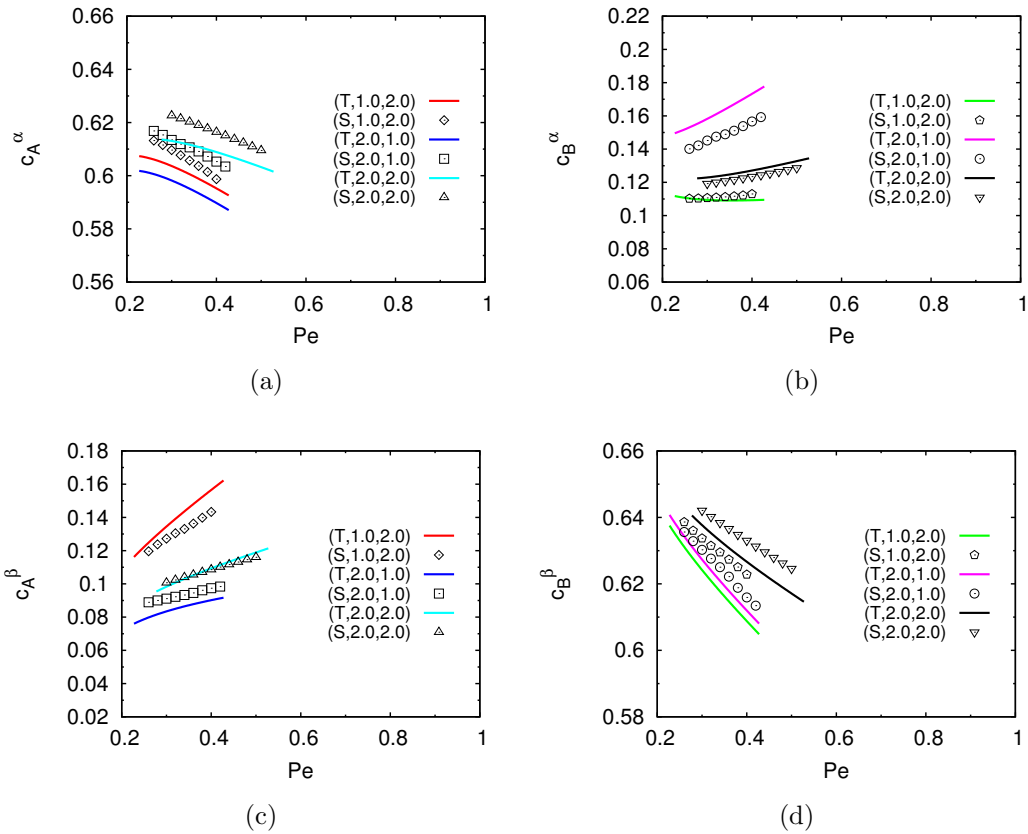 0.66
0.64
0.62
0.6
0.58
0.56
c_A^α
(T,1.0,2.0)
(S,1.0,2.0)
(T,2.0,1.0)
(S,2.0,1.0)
(T,2.0,2.0)
(S,2.0,2.0)
0.2 0.4 0.6 0.8 1
Pe
(a)
0.22
0.2
0.18
0.16
0.14
0.12
0.1
0.08
0.06
c_B^α
(T,1.0,2.0)
(S,1.0,2.0)
(T,2.0,1.0)
(S,2.0,1.0)
(T,2.0,2.0)
(S,2.0,2.0)
0.2 0.4 0.6 0.8 1
Pe
(b)
0.18
0.16
0.14
0.12
0.1
0.08
0.06
0.04
0.02
c_A^β
(T,1.0,2.0)
(S,1.0,2.0)
(T,2.0,1.0)
(S,2.0,1.0)
(T,2.0,2.0)
(S,2.0,2.0)
0.2 0.4 0.6 0.8 1
Pe
(c)
0.66
0.64
0.62
0.6
0.58
c_B^β
(T,1.0,2.0)
(S,1.0,2.0)
(T,2.0,1.0)
(S,2.0,1.0)
(T,2.0,2.0)
(S,2.0,2.0)
0.2 0.4 0.6 0.8 1
Pe
(d)